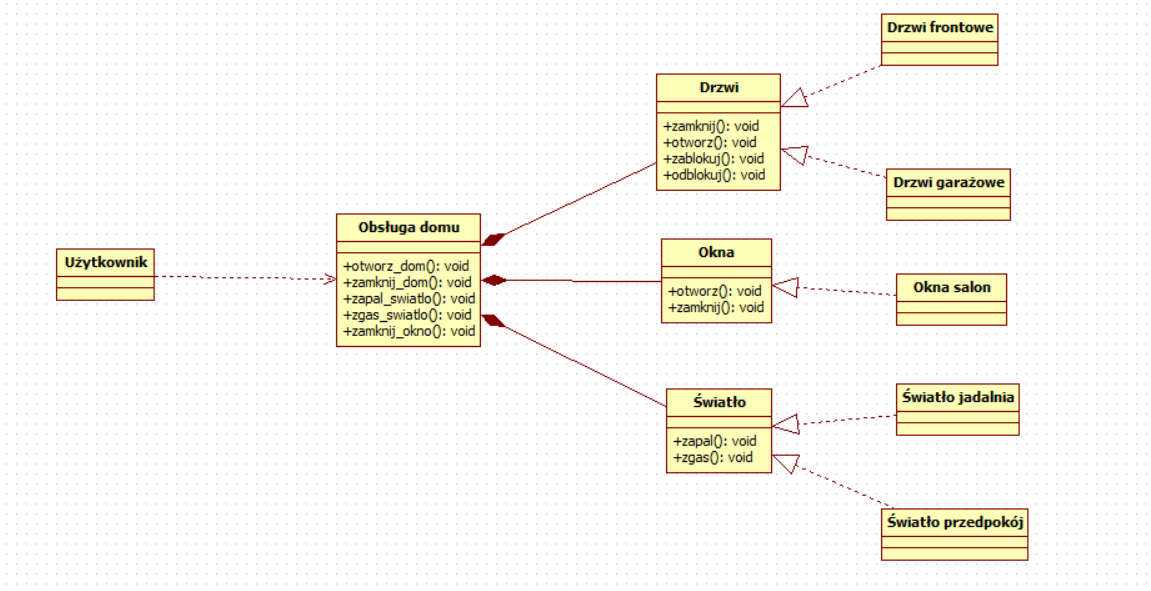 Drzwi frontowe
Drzwi
+zamknij(): void
+otworz(): void
+zablokuj(): void
+odblokuj(): void
Drzwi garażowe
Obsługa domu
+otworz_dom(): void
+zamknij_dom(): void
+zapal_swiatlo(): void
+zgas_swiatlo(): void
+zamknij_okno(): void
Użytkownik
Okna
+otworz(): void
+zamknij(): void
Okna salon
Światło
+zapal(): void
+zgas(): void
Światło jadalnia
Światło przedpokój